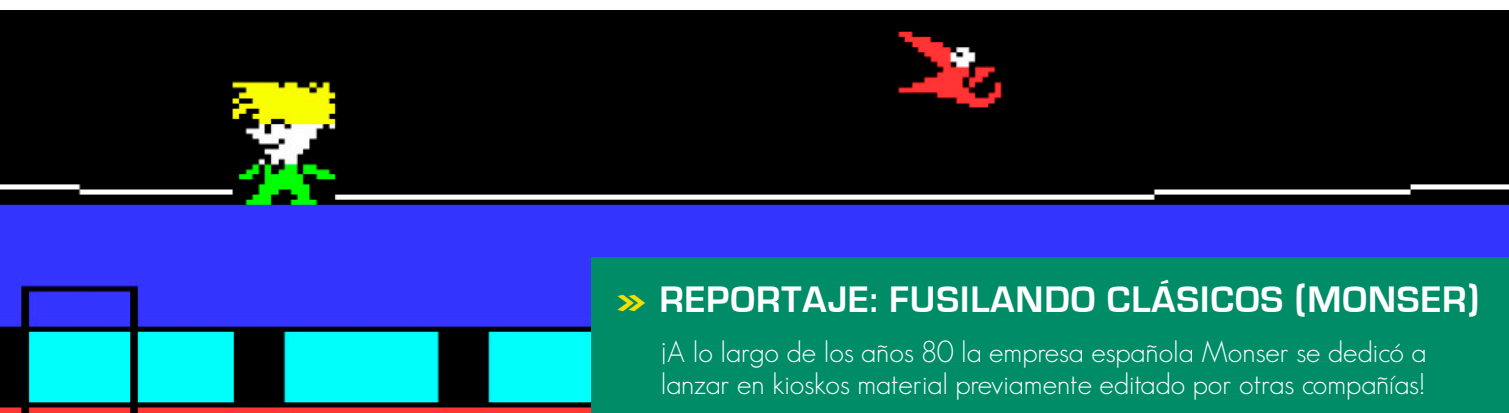 » REPORTAJE: FUSILANDO CLÁSICOS (MONSER)
¡A lo largo de los años 80 la empresa española Monser se dedicó a
lanzar en kioskos material previamente editado por otras compañías!